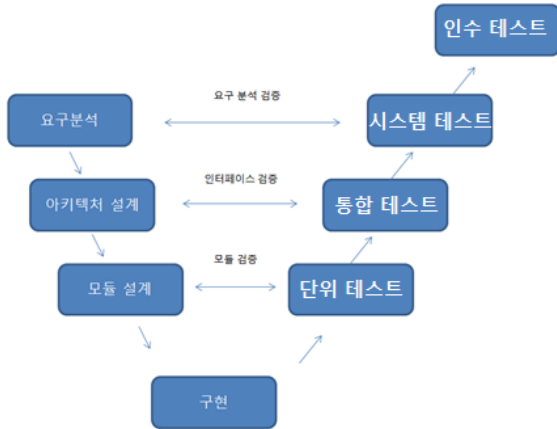 인수 테스트
요구 분석 검증
요구분석
시스템 테스트
인터페이스 검증
아키텍처 설계
통합 테스트
모듈 검증
모듈 설계
단위 테스트
구현